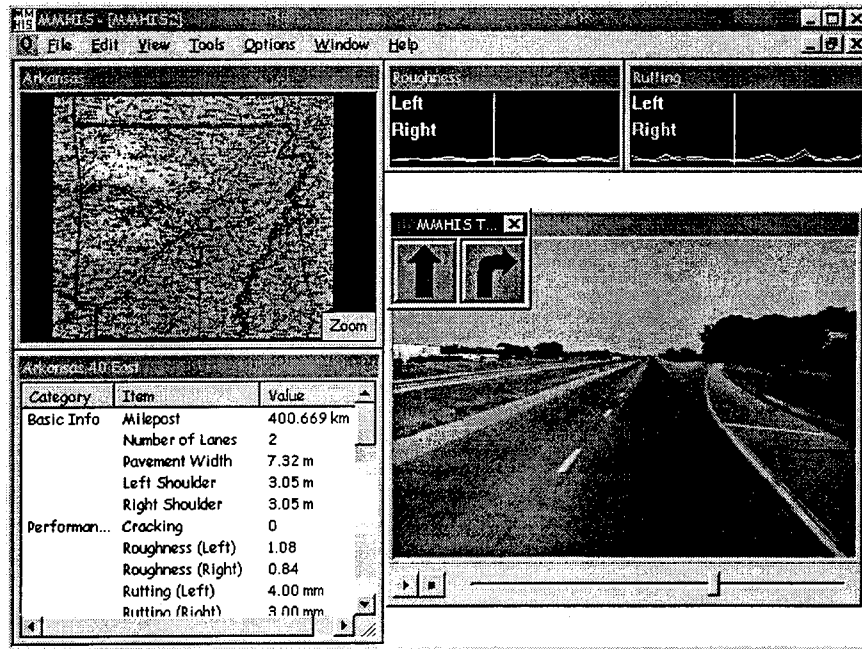 MMHIS - [MMHIS2]
File Edit View Tools Options Window Help
Arkansas
Zoom
Roughness
Left
Right
Rutting
Left
Right
MMHIS T...
Arkansas 40 East
Category Item Value
Basic Info Milepost 400.669 km
Number of Lanes 2
Pavement Width 7.32 m
Left Shoulder 3.05 m
Right Shoulder 3.05 m
Performan... Cracking 0
Roughness (Left) 1.08
Roughness (Right) 0.84
Rutting (Left) 4.00 mm
Rutting (Right) 3.00 mm